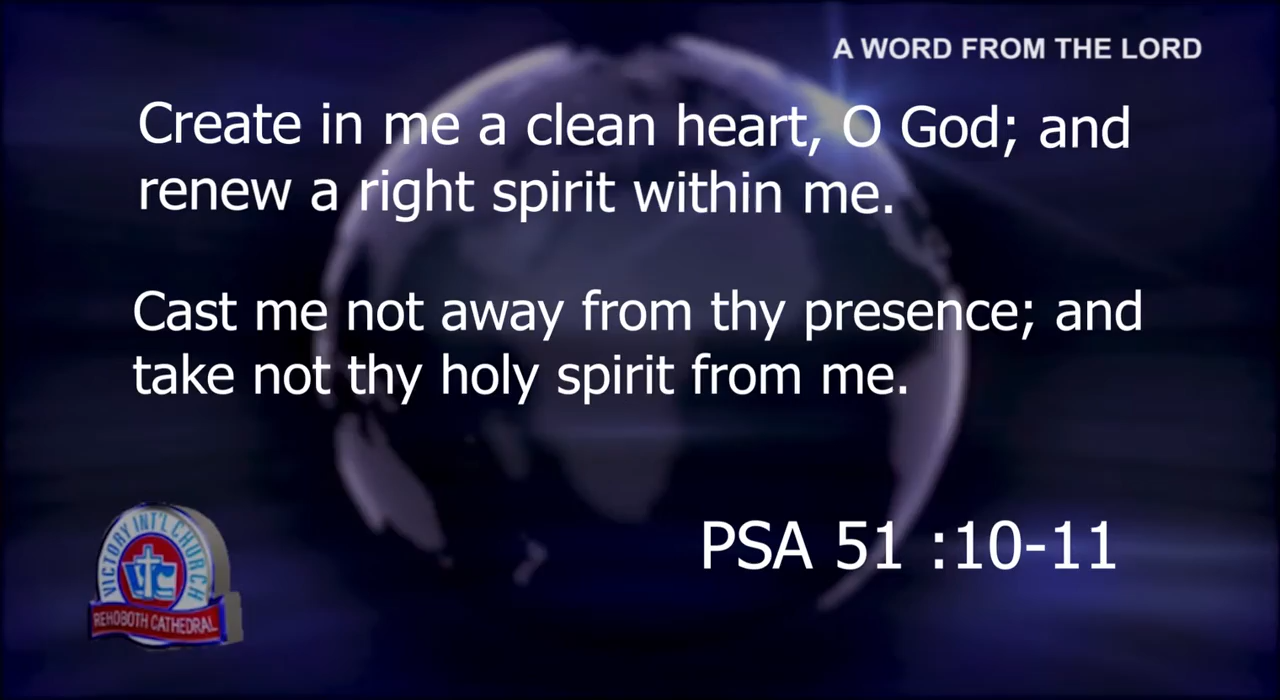 A WORD FROM THE LORD
Create in me a clean heart, O God; and
renew a right spirit within me.
Cast me not away from thy presence; and
take not thy holy spirit from me.
PSA 51 :10-11
VICTORY INT'L CHURCH
VIC
REHOBOTH CATHEDRAL